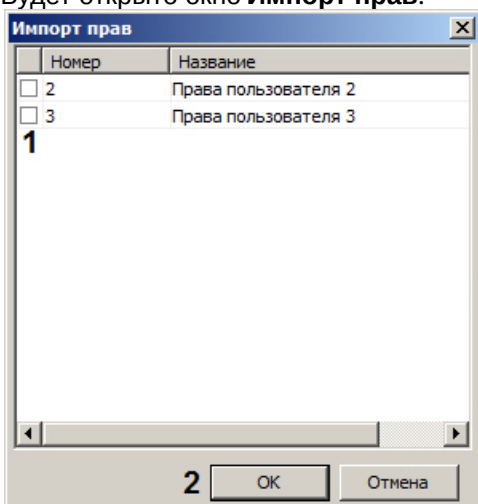 Будет открыто окно Импорт прав.
Импорт прав
Номер Название
2 Права пользователя 2
3 Права пользователя 3
1
2 OK Отмена